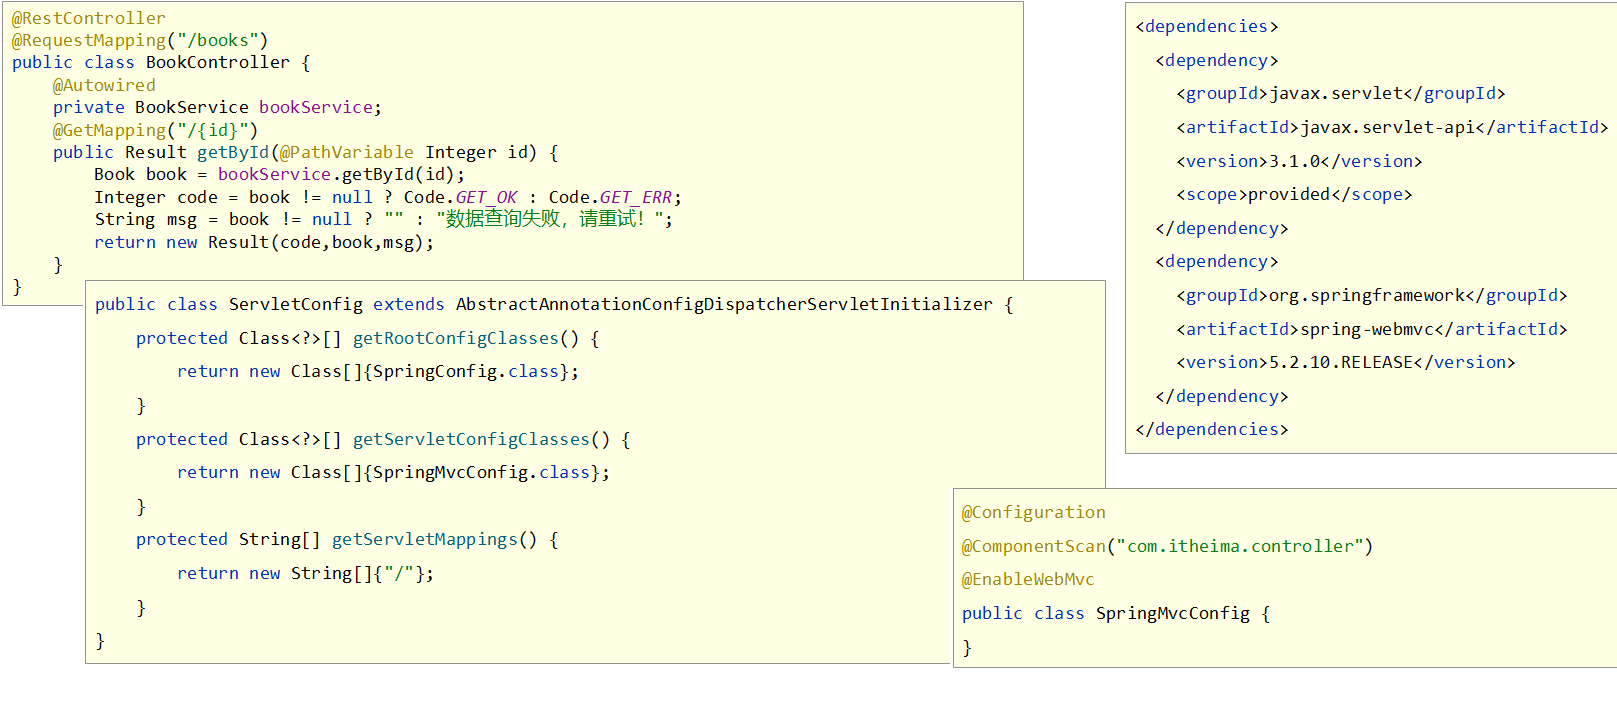 @RestController
@RequestMapping("/books")
public class BookController {
    @Autowired
    private BookService bookService;
    @GetMapping("/{id}")
    public Result getById(@PathVariable Integer id) {
        Book book = bookService.getById(id);
        Integer code = book != null ? Code.GET_OK : Code.GET_ERR;
        String msg = book != null ? "" : "数据查询失败，请重试！";
        return new Result(code,book,msg);
    }
}
public class ServletConfig extends AbstractAnnotationConfigDispatcherServletInitializer {
    protected Class<?>[] getRootConfigClasses() {
        return new Class[]{SpringConfig.class};
    }
    protected Class<?>[] getServletConfigClasses() {
        return new Class[]{SpringMvcConfig.class};
    }
    protected String[] getServletMappings() {
        return new String[]{"/"};
    }
}
<dependencies>
  <dependency>
    <groupId>javax.servlet</groupId>
    <artifactId>javax.servlet-api</artifactId>
    <version>3.1.0</version>
    <scope>provided</scope>
  </dependency>
  <dependency>
    <groupId>org.springframework</groupId>
    <artifactId>spring-webmvc</artifactId>
    <version>5.2.10.RELEASE</version>
  </dependency>
</dependencies>
@Configuration
@ComponentScan("com.itheima.controller")
@EnableWebMvc
public class SpringMvcConfig {
}